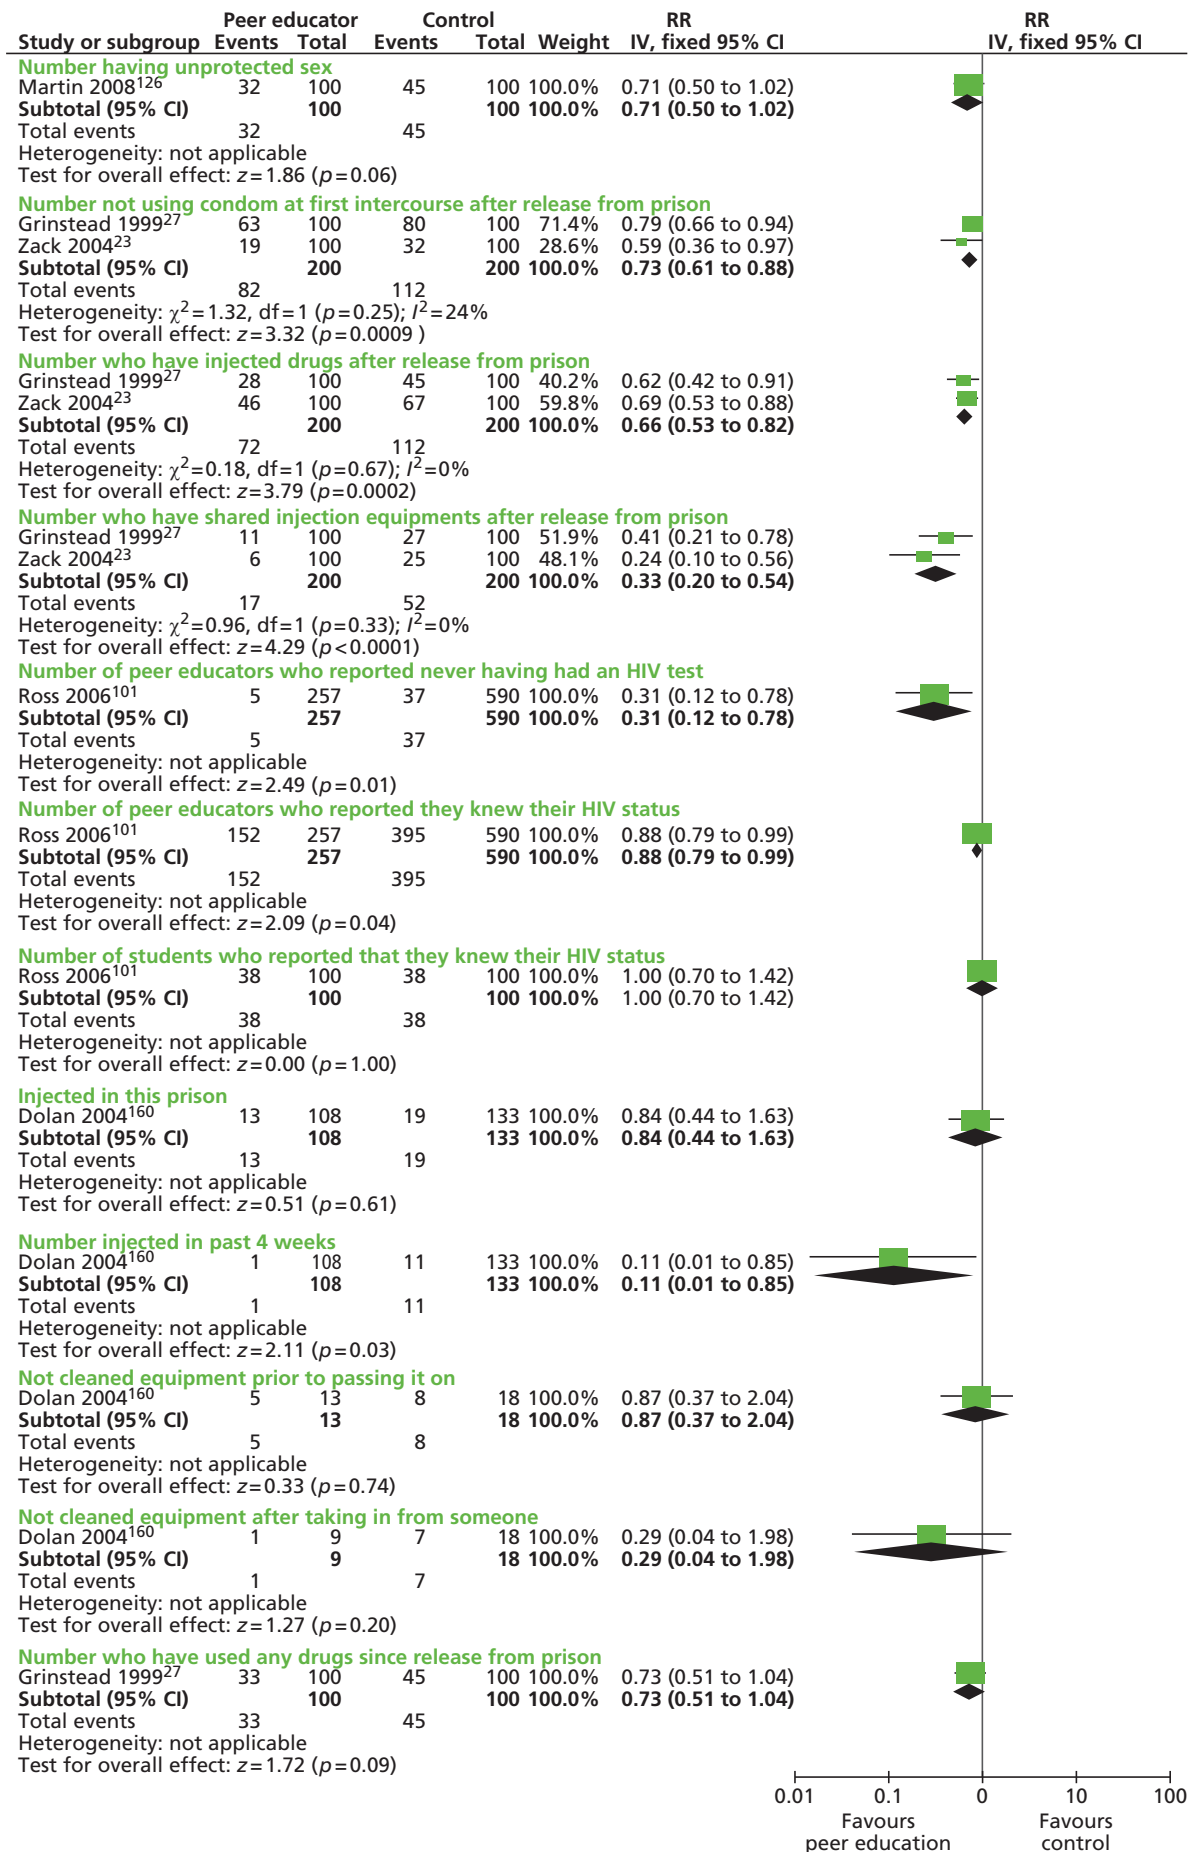 Peer educator Control RR RR
Study or subgroup Events Total Events Total Weight IV, fixed 95% CI IV, fixed 95% CI
Number having unprotected sex
Martin 2008126 32 100 45 100 100.0% 0.71 (0.50 to 1.02)
Subtotal (95% CI) 100 100 100.0% 0.71 (0.50 to 1.02)
Total events 32 45
Heterogeneity: not applicable
Test for overall effect: z=1.86 (p=0.06)
Number not using condom at first intercourse after release from prison
Grinstead 199927 63 100 80 100 71.4% 0.79 (0.66 to 0.94)
Zack 200423 19 100 32 100 28.6% 0.59 (0.36 to 0.97)
Subtotal (95% CI) 200 200 100.0% 0.73 (0.61 to 0.88)
Total events 82 112
Heterogeneity: χ2=1.32, df=1 (p=0.25); I2=24%
Test for overall effect: z=3.32 (p=0.0009 )
Number who have injected drugs after release from prison
Grinstead 199927 28 100 45 100 40.2% 0.62 (0.42 to 0.91)
Zack 200423 46 100 67 100 59.8% 0.69 (0.53 to 0.88)
Subtotal (95% CI) 200 200 100.0% 0.66 (0.53 to 0.82)
Total events 72 112
Heterogeneity: χ2=0.18, df=1 (p=0.67); I2=0%
Test for overall effect: z=3.79 (p=0.0002)
Number who have shared injection equipments after release from prison
Grinstead 199927 11 100 27 100 51.9% 0.41 (0.21 to 0.78)
Zack 200423 6 100 25 100 48.1% 0.24 (0.10 to 0.56)
Subtotal (95% CI) 200 200 100.0% 0.33 (0.20 to 0.54)
Total events 17 52
Heterogeneity: χ2=0.96, df=1 (p=0.33); I2=0%
Test for overall effect: z=4.29 (p<0.0001)
Number of peer educators who reported never having had an HIV test
Ross 2006101 5 257 37 590 100.0% 0.31 (0.12 to 0.78)
Subtotal (95% CI) 257 590 100.0% 0.31 (0.12 to 0.78)
Total events 5 37
Heterogeneity: not applicable
Test for overall effect: z=2.49 (p=0.01)
Number of peer educators who reported they knew their HIV status
Ross 2006101 152 257 395 590 100.0% 0.88 (0.79 to 0.99)
Subtotal (95% CI) 257 590 100.0% 0.88 (0.79 to 0.99)
Total events 152 395
Heterogeneity: not applicable
Test for overall effect: z=2.09 (p=0.04)
Number of students who reported that they knew their HIV status
Ross 2006101 38 100 38 100 100.0% 1.00 (0.70 to 1.42)
Subtotal (95% CI) 100 100 100.0% 1.00 (0.70 to 1.42)
Total events 38 38
Heterogeneity: not applicable
Test for overall effect: z=0.00 (p=1.00)
Injected in this prison
Dolan 2004160 13 108 19 133 100.0% 0.84 (0.44 to 1.63)
Subtotal (95% CI) 108 133 100.0% 0.84 (0.44 to 1.63)
Total events 13 19
Heterogeneity: not applicable
Test for overall effect: z=0.51 (p=0.61)
Number injected in past 4 weeks
Dolan 2004160 1 108 11 133 100.0% 0.11 (0.01 to 0.85)
Subtotal (95% CI) 108 133 100.0% 0.11 (0.01 to 0.85)
Total events 1 11
Heterogeneity: not applicable
Test for overall effect: z=2.11 (p=0.03)
Not cleaned equipment prior to passing it on
Dolan 2004160 5 13 8 18 100.0% 0.87 (0.37 to 2.04)
Subtotal (95% CI) 13 18 100.0% 0.87 (0.37 to 2.04)
Total events 5 8
Heterogeneity: not applicable
Test for overall effect: z=0.33 (p=0.74)
Not cleaned equipment after taking in from someone
Dolan 2004160 1 9 7 18 100.0% 0.29 (0.04 to 1.98)
Subtotal (95% CI) 9 18 100.0% 0.29 (0.04 to 1.98)
Total events 1 7
Heterogeneity: not applicable
Test for overall effect: z=1.27 (p=0.20)
Number who have used any drugs since release from prison
Grinstead 199927 33 100 45 100 100.0% 0.73 (0.51 to 1.04)
Subtotal (95% CI) 100 100 100.0% 0.73 (0.51 to 1.04)
Total events 33 45
Heterogeneity: not applicable
Test for overall effect: z=1.72 (p=0.09)
0.01 0.1 0 10 100
Favours Favours
peer education control